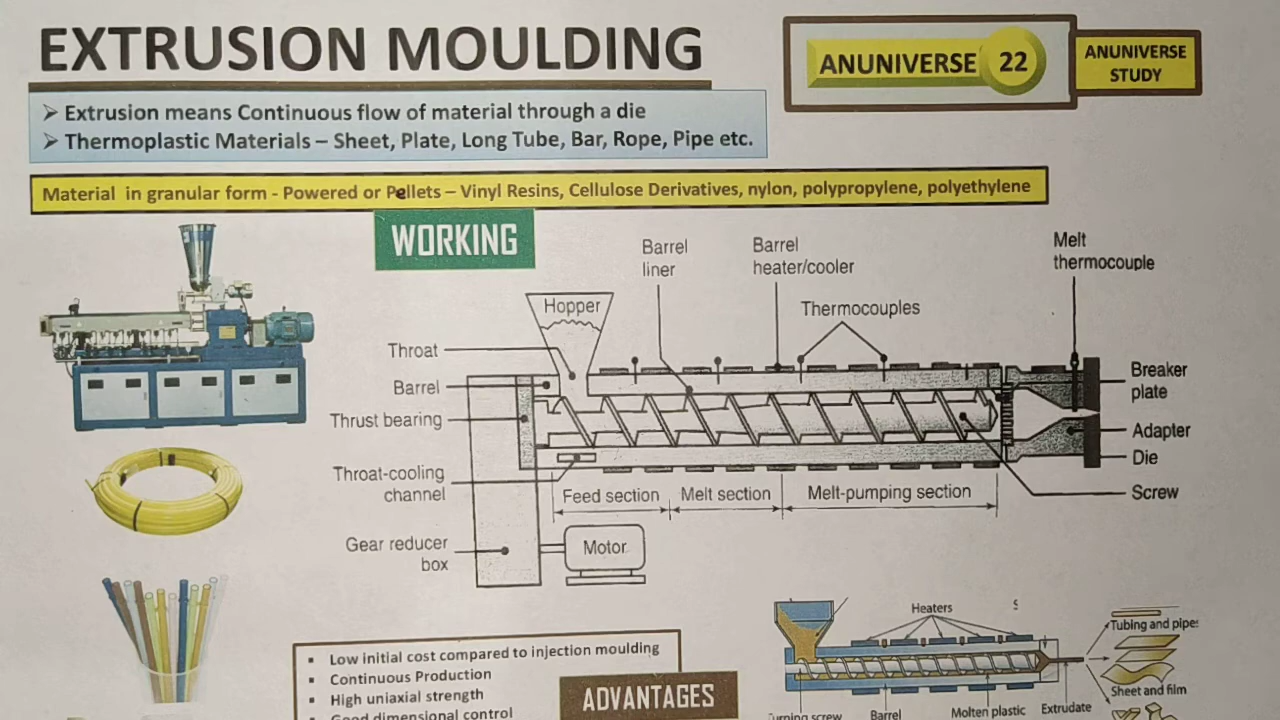 EXTRUSION MOULDING
ANUNIVERSE 22
ANUNIVERSE
STUDY
➢ Extrusion means Continuous flow of material through a die
➢ Thermoplastic Materials – Sheet, Plate, Long Tube, Bar, Rope, Pipe etc.
Material in granular form - Powered or Pellets – Vinyl Resins, Cellulose Derivatives, nylon, polypropylene, polyethylene
WORKING
Barrel
liner
Barrel
heater/cooler
Melt
thermocouple
Hopper
Thermocouples
Throat
Barrel
Thrust bearing
Breaker
plate
Adapter
Die
Screw
Throat-cooling
channel
Feed section
Melt section
Melt-pumping section
Gear reducer
box
Motor
▪ Low initial cost compared to injection moulding
▪ Continuous Production
▪ High uniaxial strength
▪ Good dimensional control
ADVANTAGES
Heaters
Tubing and pipes
Sheet and film
Turning screw
Barrel
Molten plastic
Extrudate